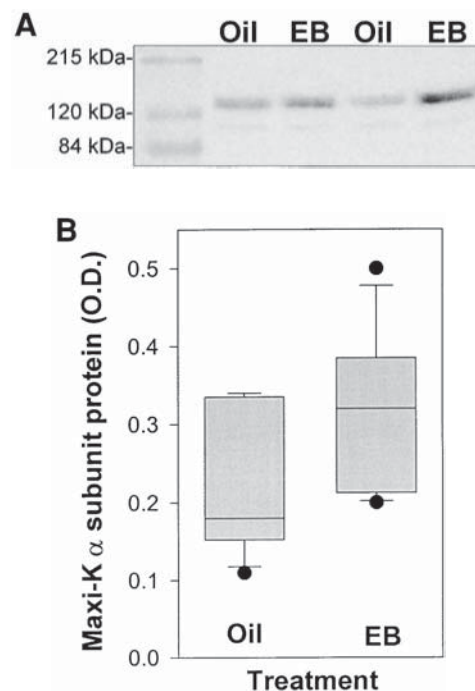 A
Oil EB Oil EB
215 kDa-
120 kDa-
84 kDa-
B
Maxi-K α subunit protein (O.D.)
0.5
0.4
0.3
0.2
0.1
0.0
Oil EB
Treatment